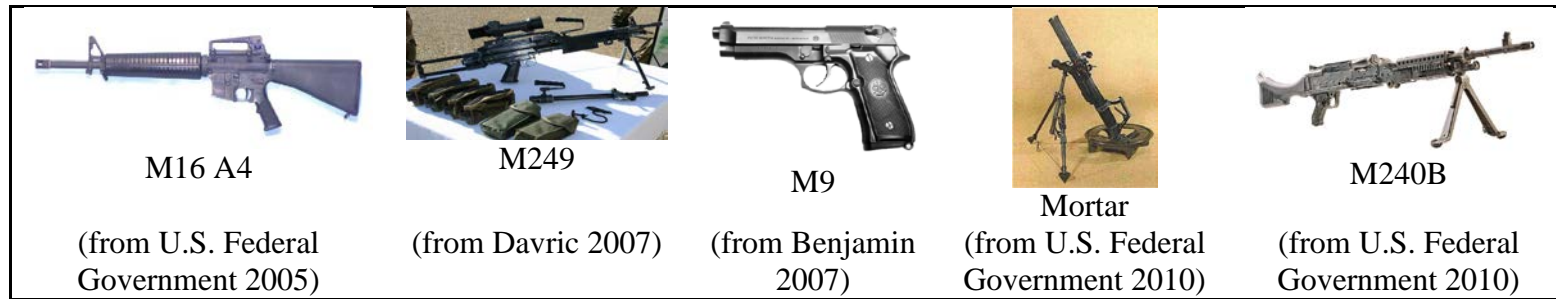 M16 A4
(from U.S. Federal
Government 2005)
M249
(from Davric 2007)
M9
(from Benjamin
2007)
Mortar
(from U.S. Federal
Government 2010)
M240B
(from U.S. Federal
Government 2010)